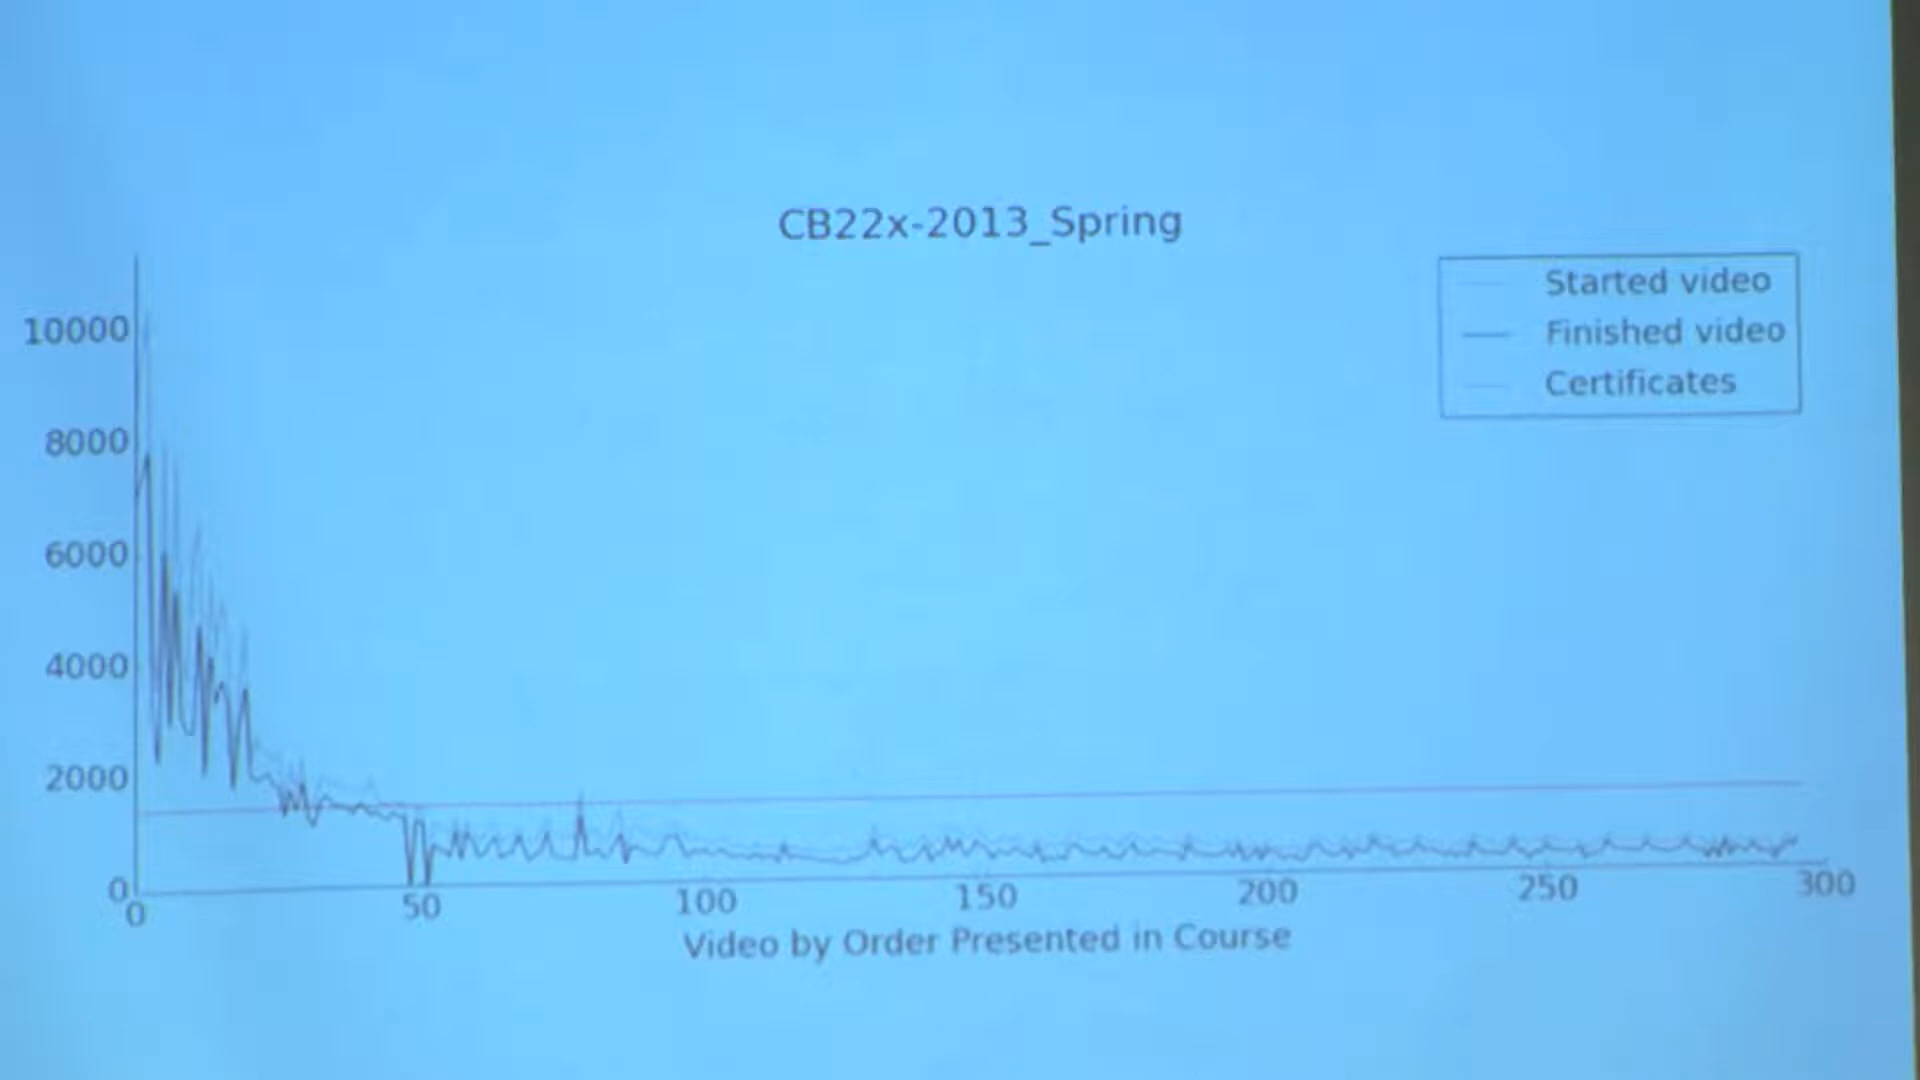 CB22x-2013_Spring
Started video
Finished video
Certificates
10000
8000
6000
4000
2000
0
0 50 100 150 200 250 300
Video by Order Presented in Course